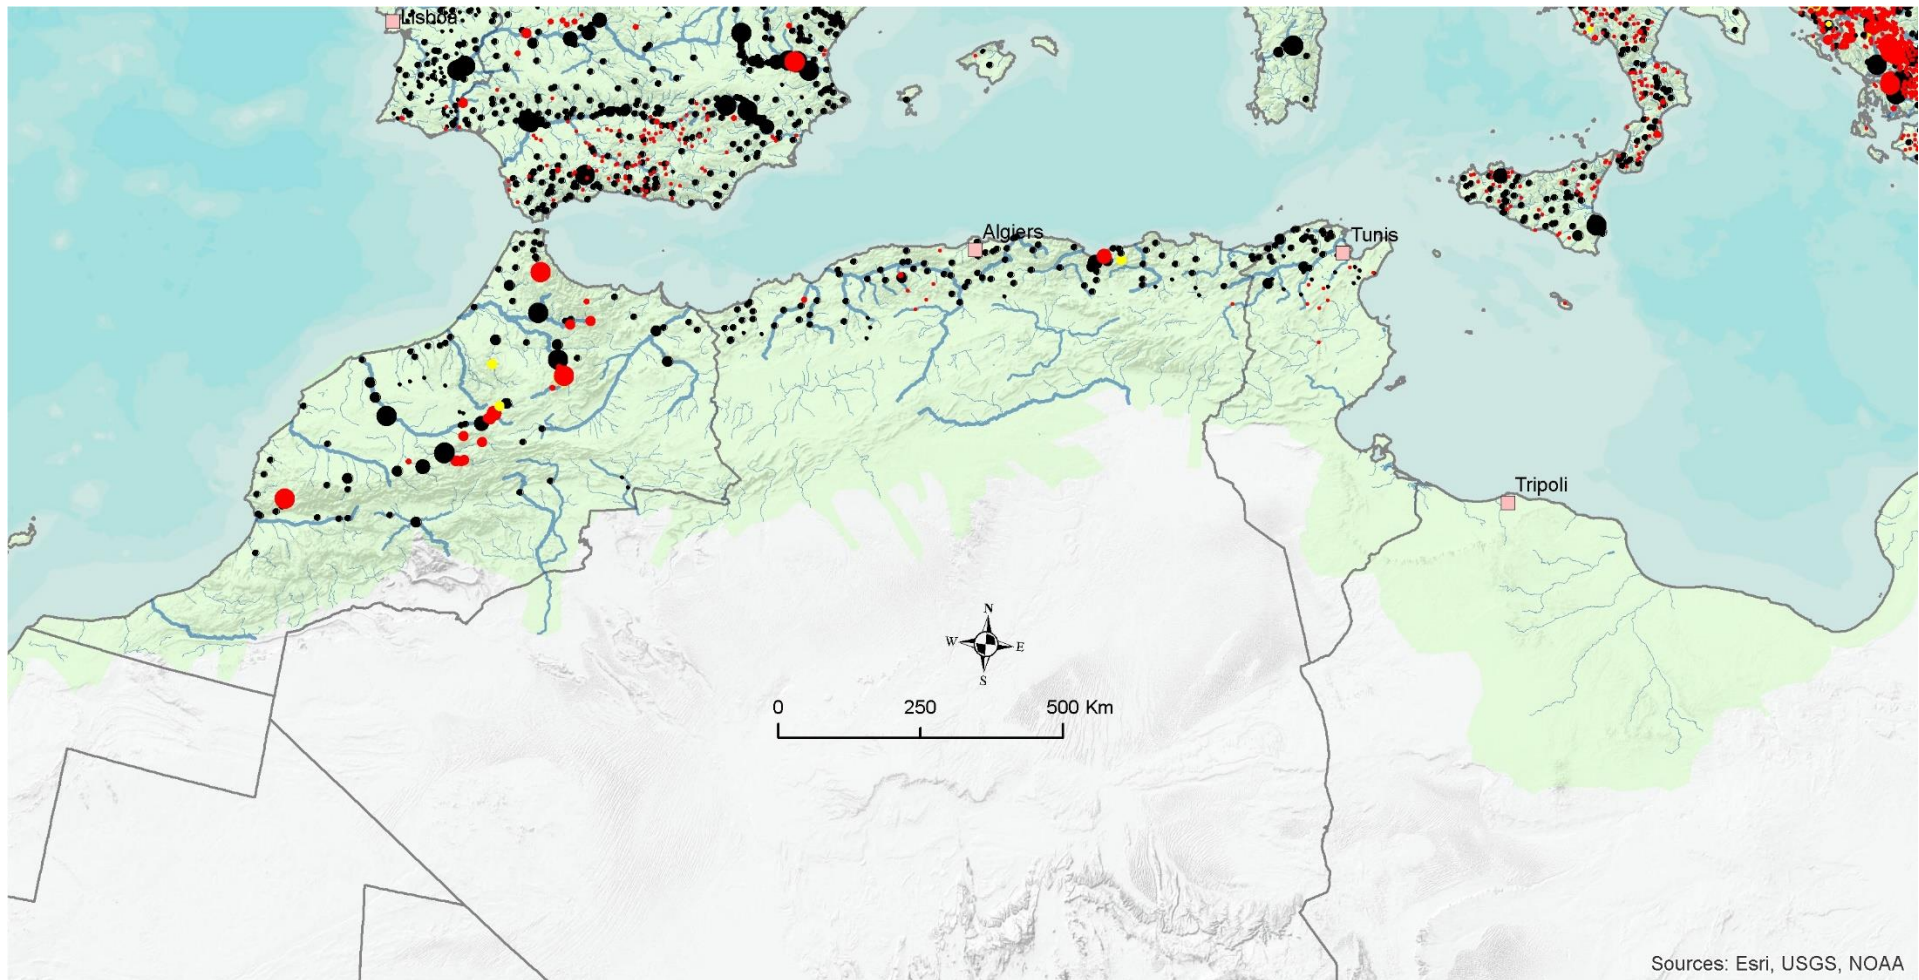 Lisboa
Algiers
Tunis
Tripoli
N
W E
S
0 250 500 Km
Sources: Esri, USGS, NOAA